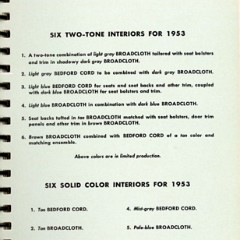 SIX TWO-TONE INTERIORS FOR 1953
1. A two-tone combination of light gray BROADCLOTH tailored with seat bolsters
and trim in shadowy dark gray BROADCLOTH.
2. Light gray BEDFORD CORD to be combined with dark gray BROADCLOTH.
3. Light blue BEDFORD CORD for seats and seat backs and other trim, coupled
with dark blue BROADCLOTH for seat bolsters and trim.
4. Light blue BROADCLOTH in combination with dark blue BROADCLOTH.
5. Seat backs tufted in tan BROADCLOTH matched with seat bolsters, door trim
panels and other trim in brown BROADCLOTH.
6. Brown BROADCLOTH combined with BEDFORD CORD of a tan color and
matching ensemble.
Above colors are in limited production.
SIX SOLID COLOR INTERIORS FOR 1953
1. Tan BEDFORD CORD.
4. Mist-gray BEDFORD CORD.
2. Tan BROADCLOTH.
5. Pale-blue BROADCLOTH.